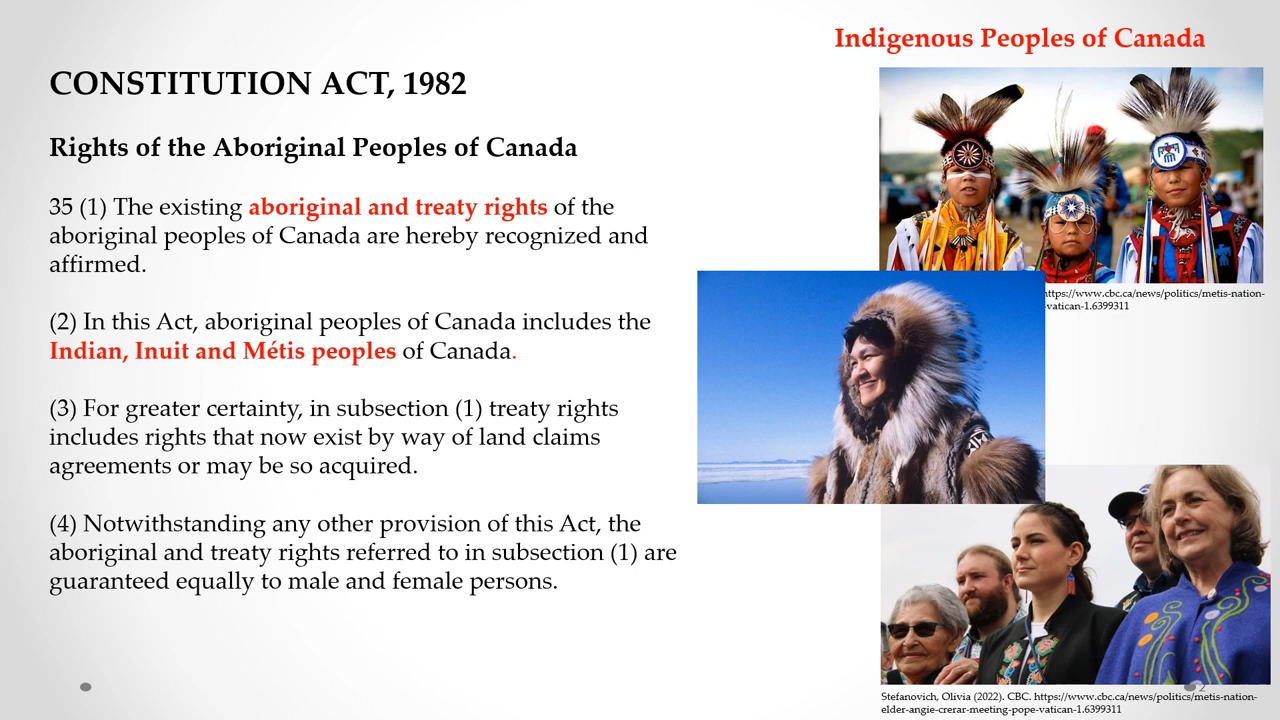 Indigenous Peoples of Canada
CONSTITUTION ACT, 1982
Rights of the Aboriginal Peoples of Canada
35 (1) The existing aboriginal and treaty rights of the
aboriginal peoples of Canada are hereby recognized and
affirmed.
(2) In this Act, aboriginal peoples of Canada includes the
Indian, Inuit and Métis peoples of Canada.
(3) For greater certainty, in subsection (1) treaty rights
includes rights that now exist by way of land claims
agreements or may be so acquired.
(4) Notwithstanding any other provision of this Act, the
aboriginal and treaty rights referred to in subsection (1) are
guaranteed equally to male and female persons.
https://www.cbc.ca/news/politics/metis-nation-
vatican-1.6399311
2
Stefanovich, Olivia (2022). CBC. https://www.cbc.ca/news/politics/metis-nation-
elder-angie-crerar-meeting-pope-vatican-1.6399311